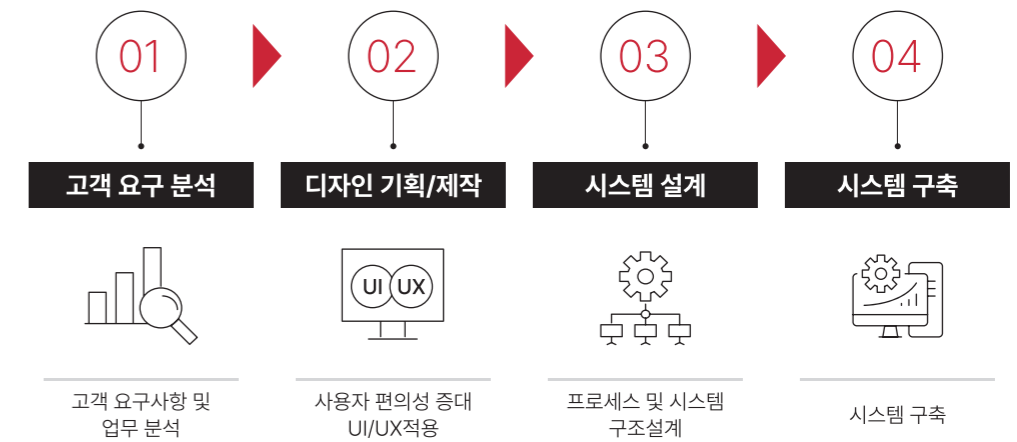 01
02
03
04
고객 요구 분석
디자인 기획/제작
시스템 설계
시스템 구축
UI UX
고객 요구사항 및
업무 분석
사용자 편의성 증대
UI/UX적용
프로세스 및 시스템
구조설계
시스템 구축